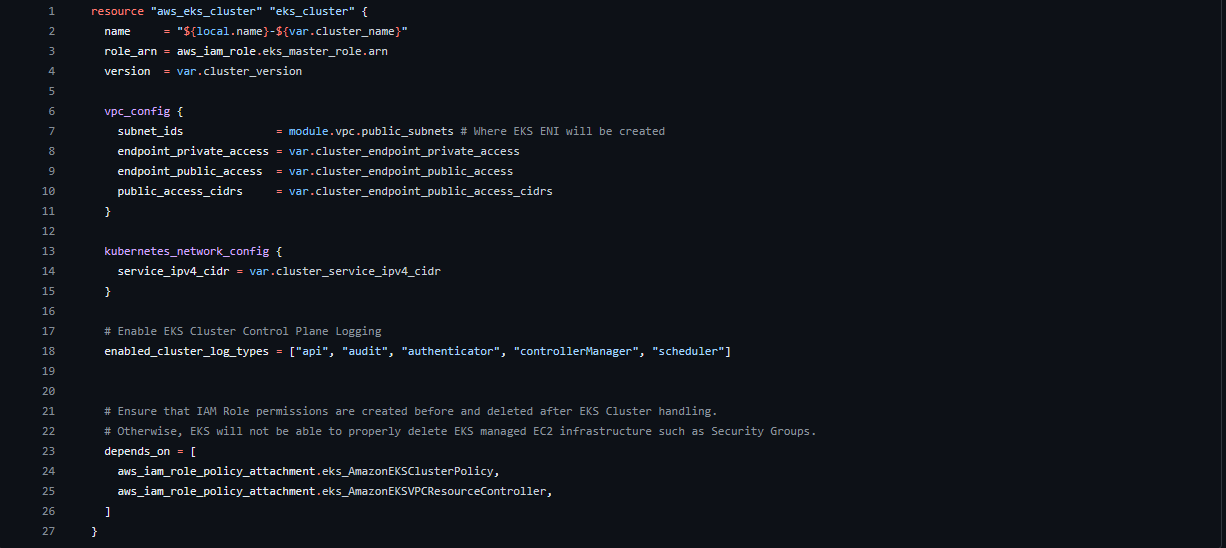 1 resource "aws_eks_cluster" "eks_cluster" {
2 name     = "${local.name}-${var.cluster_name}"
3 role_arn = aws_iam_role.eks_master_role.arn
4 version  = var.cluster_version
5
6 vpc_config {
7 subnet_ids              = module.vpc.public_subnets # Where EKS ENI will be created
8 endpoint_private_access = var.cluster_endpoint_private_access
9 endpoint_public_access  = var.cluster_endpoint_public_access
10 public_access_cidrs     = var.cluster_endpoint_public_access_cidrs
11 }
12
13 kubernetes_network_config {
14 service_ipv4_cidr = var.cluster_service_ipv4_cidr
15 }
16
17 # Enable EKS Cluster Control Plane Logging
18 enabled_cluster_log_types = ["api", "audit", "authenticator", "controllerManager", "scheduler"]
19
20
21 # Ensure that IAM Role permissions are created before and deleted after EKS Cluster handling.
22 # Otherwise, EKS will not be able to properly delete EKS managed EC2 infrastructure such as Security Groups.
23 depends_on = [
24 aws_iam_role_policy_attachment.eks_AmazonEKSClusterPolicy,
25 aws_iam_role_policy_attachment.eks_AmazonEKSVPCResourceController,
26 ]
27 }